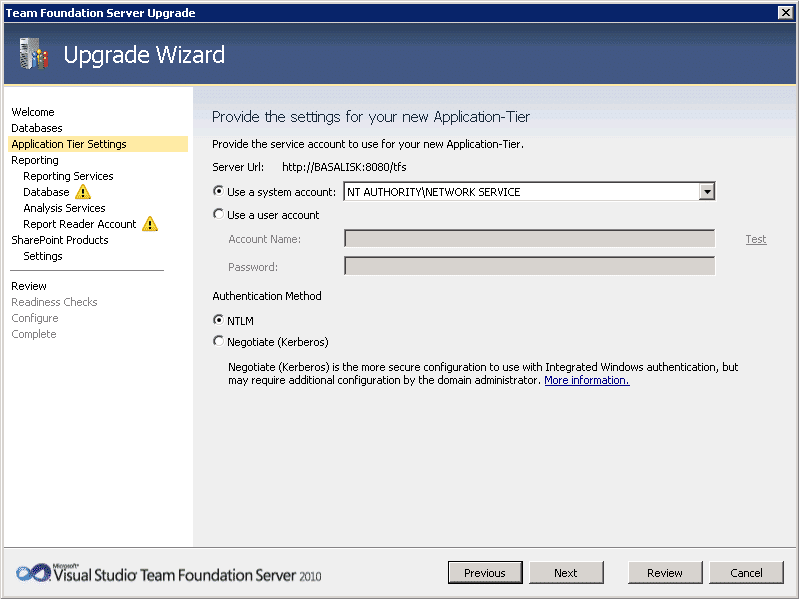 Team Foundation Server Upgrade
Upgrade Wizard
Welcome
Databases
Application Tier Settings
Reporting
Reporting Services
Database
Analysis Services
Report Reader Account
SharePoint Products
Settings
Review
Readiness Checks
Configure
Complete
Provide the settings for your new Application-Tier
Provide the service account to use for your new Application-Tier.
Server Url: http://BASALISK:8080/tfs
Use a system account: NT AUTHORITY\NETWORK SERVICE
Use a user account
Account Name: Test
Password:
Authentication Method
NTLM
Negotiate (Kerberos)
Negotiate (Kerberos) is the more secure configuration to use with Integrated Windows authentication, but
may require additional configuration by the domain administrator. More information.
Microsoft®
Visual Studio® Team Foundation Server 2010
Previous Next Review Cancel